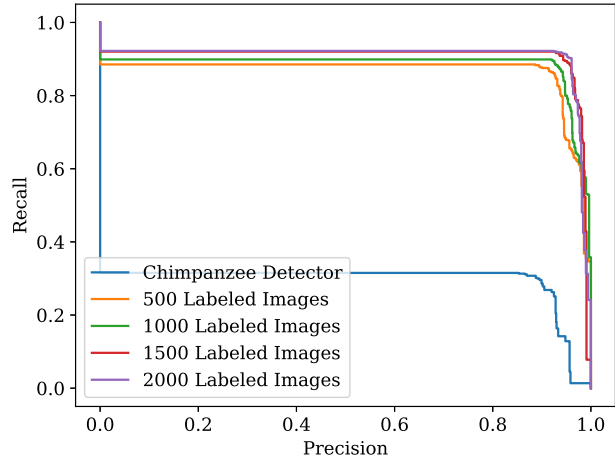 1.0
0.8
0.6
0.4
0.2
0.0
Recall
Chimpanzee Detector
500 Labeled Images
1000 Labeled Images
1500 Labeled Images
2000 Labeled Images
0.0 0.2 0.4 0.6 0.8 1.0
Precision